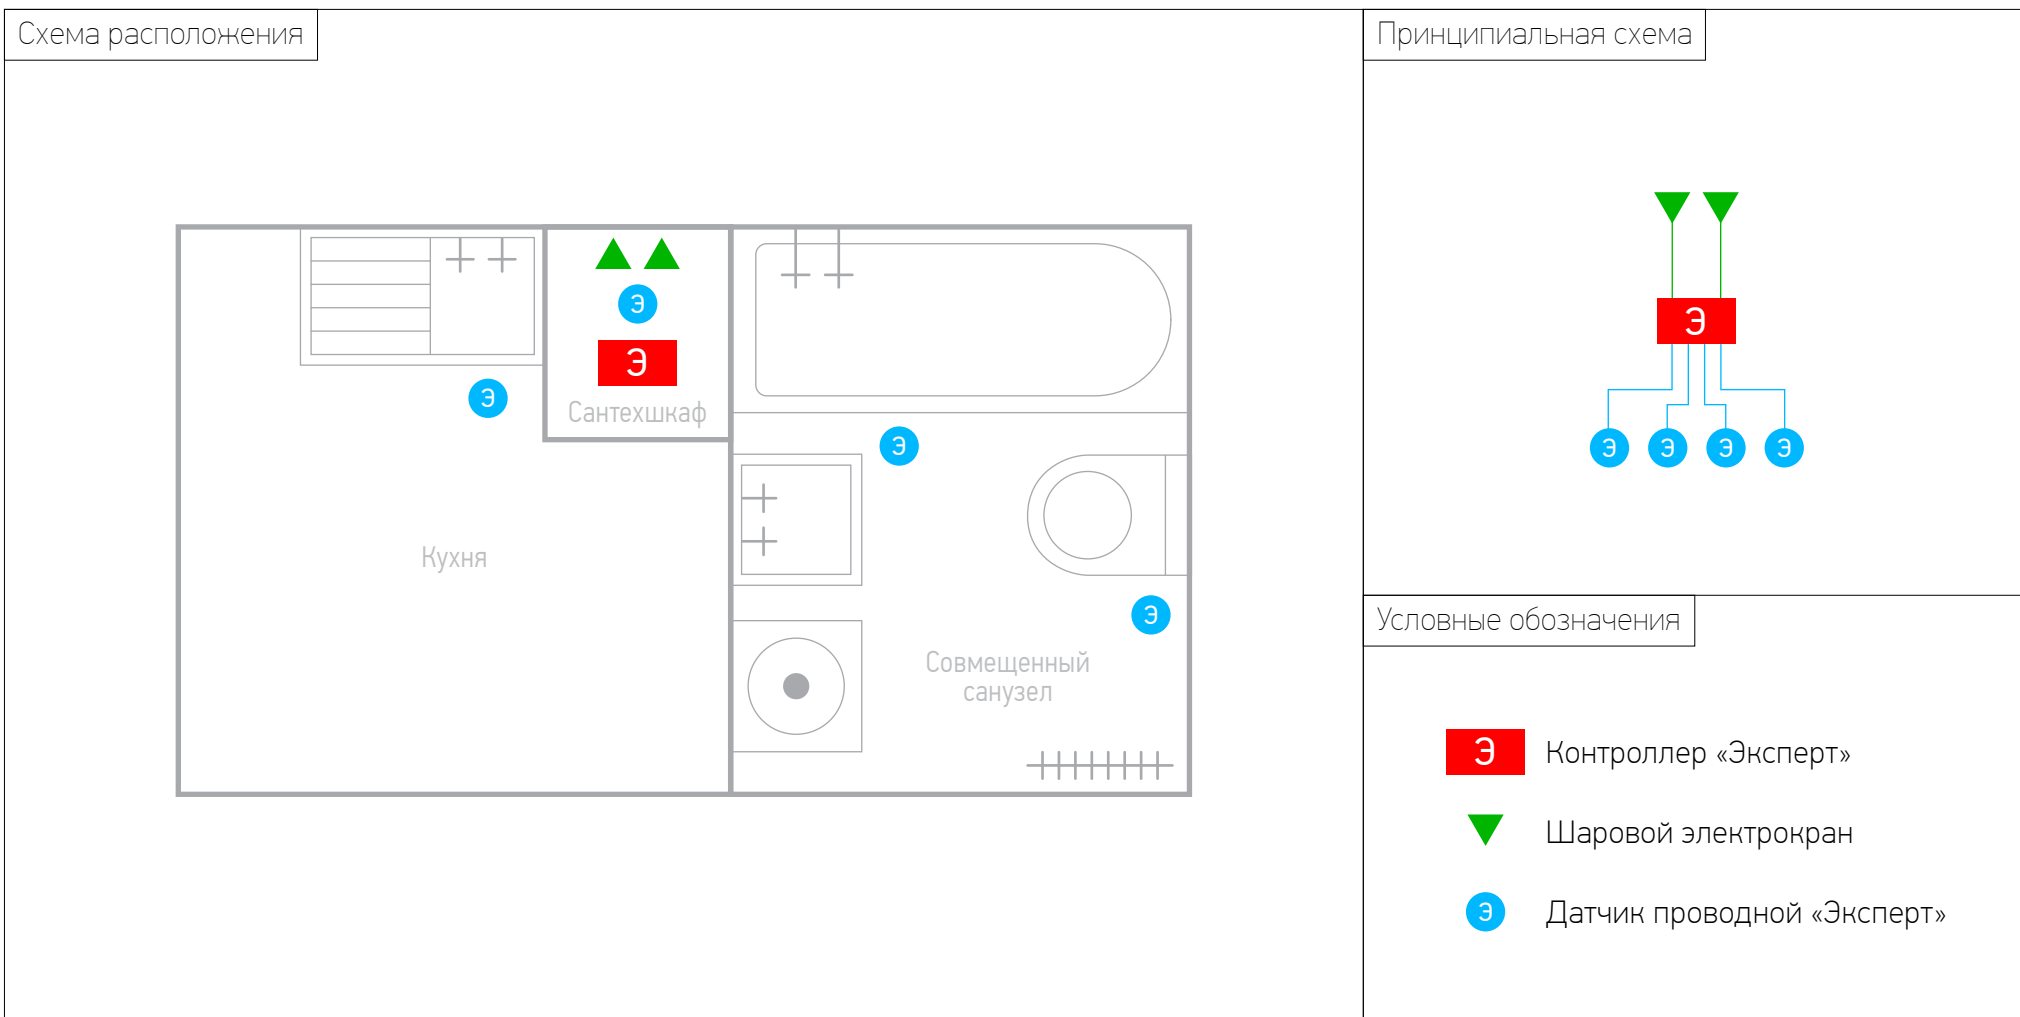 Схема расположения
Э
Э
Э
Сантехшкаф
Э
Кухня
Э
Совмещенный
санузел
Принципиальная схема
Э
Э Э Э Э
Условные обозначения
Э Контроллер «Эксперт»
Шаровой электрокран
Э Датчик проводной «Эксперт»